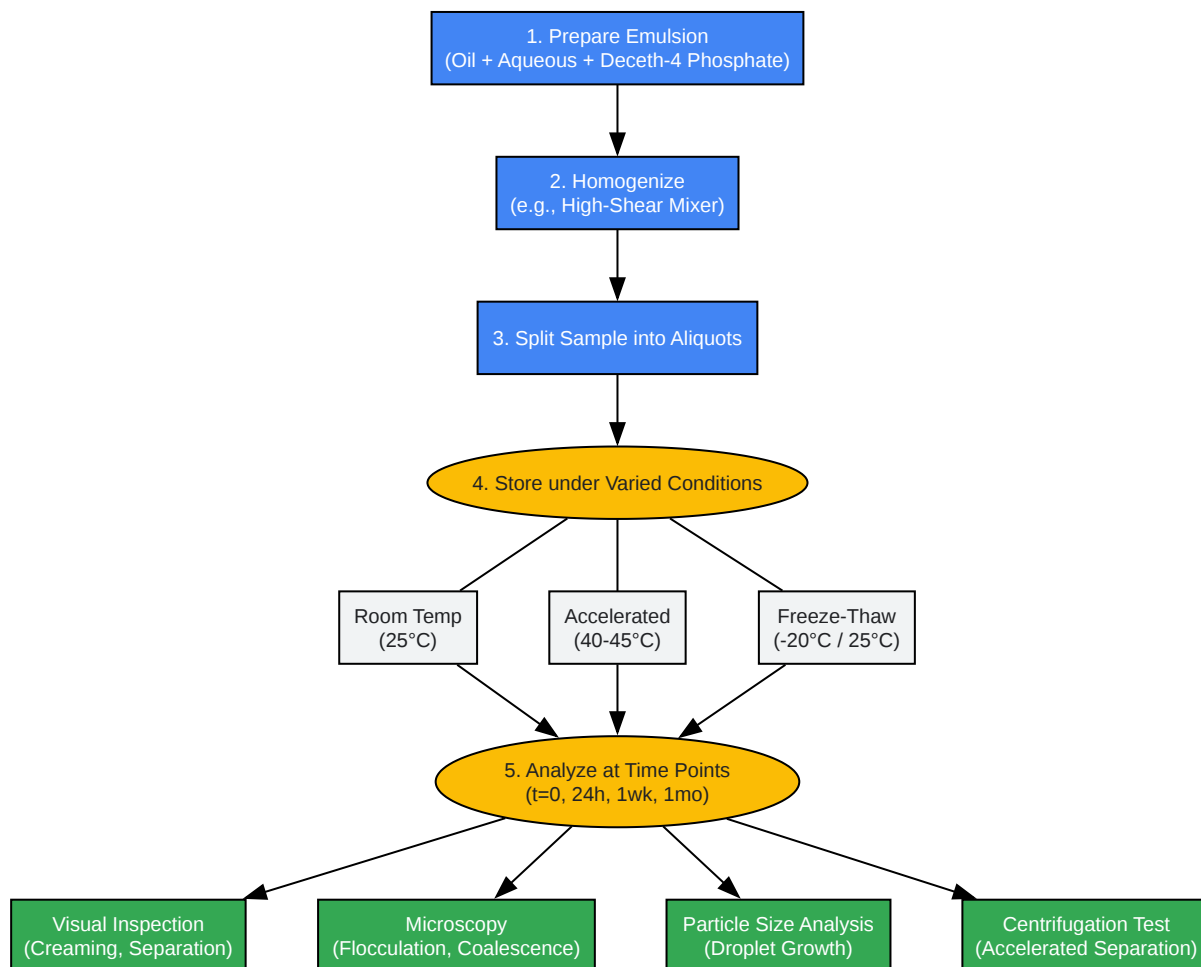 1. Prepare Emulsion
(Oil + Aqueous + Deceth-4 Phosphate)
2. Homogenize
(e.g., High-Shear Mixer)
3. Split Sample into Aliquots
4. Store under Varied Conditions
Room Temp
(25°C)
Accelerated
(40-45°C)
Freeze-Thaw
(-20°C / 25°C)
5. Analyze at Time Points
(t=0, 24h, 1wk, 1mo)
Visual Inspection
(Creaming, Separation)
Microscopy
(Flocculation, Coalescence)
Particle Size Analysis
(Droplet Growth)
Centrifugation Test
(Accelerated Separation)